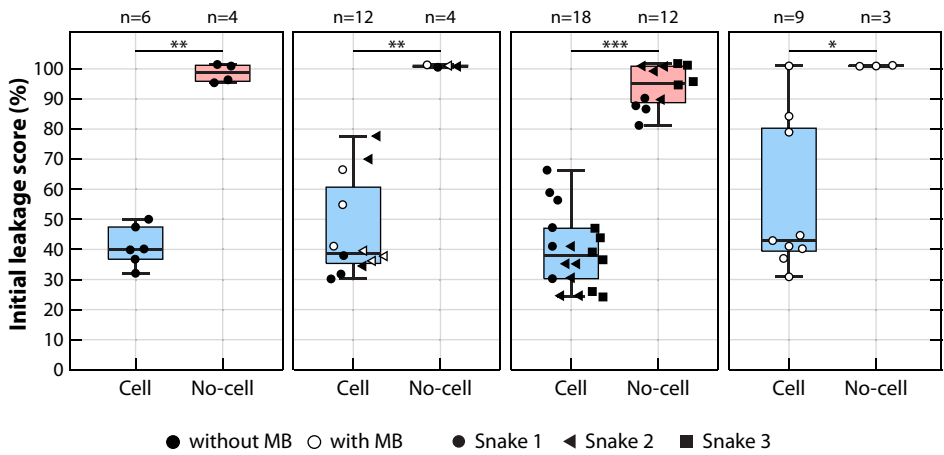 n=6 n=4 n=12 n=4 n=18 n=12 n=9 n=3
** ** *** *
Initial leakage score (%)
100
90
80
70
60
50
40
30
20
10
0
Cell No-cell Cell No-cell Cell No-cell Cell No-cell
without MB with MB Snake 1 Snake 2 Snake 3